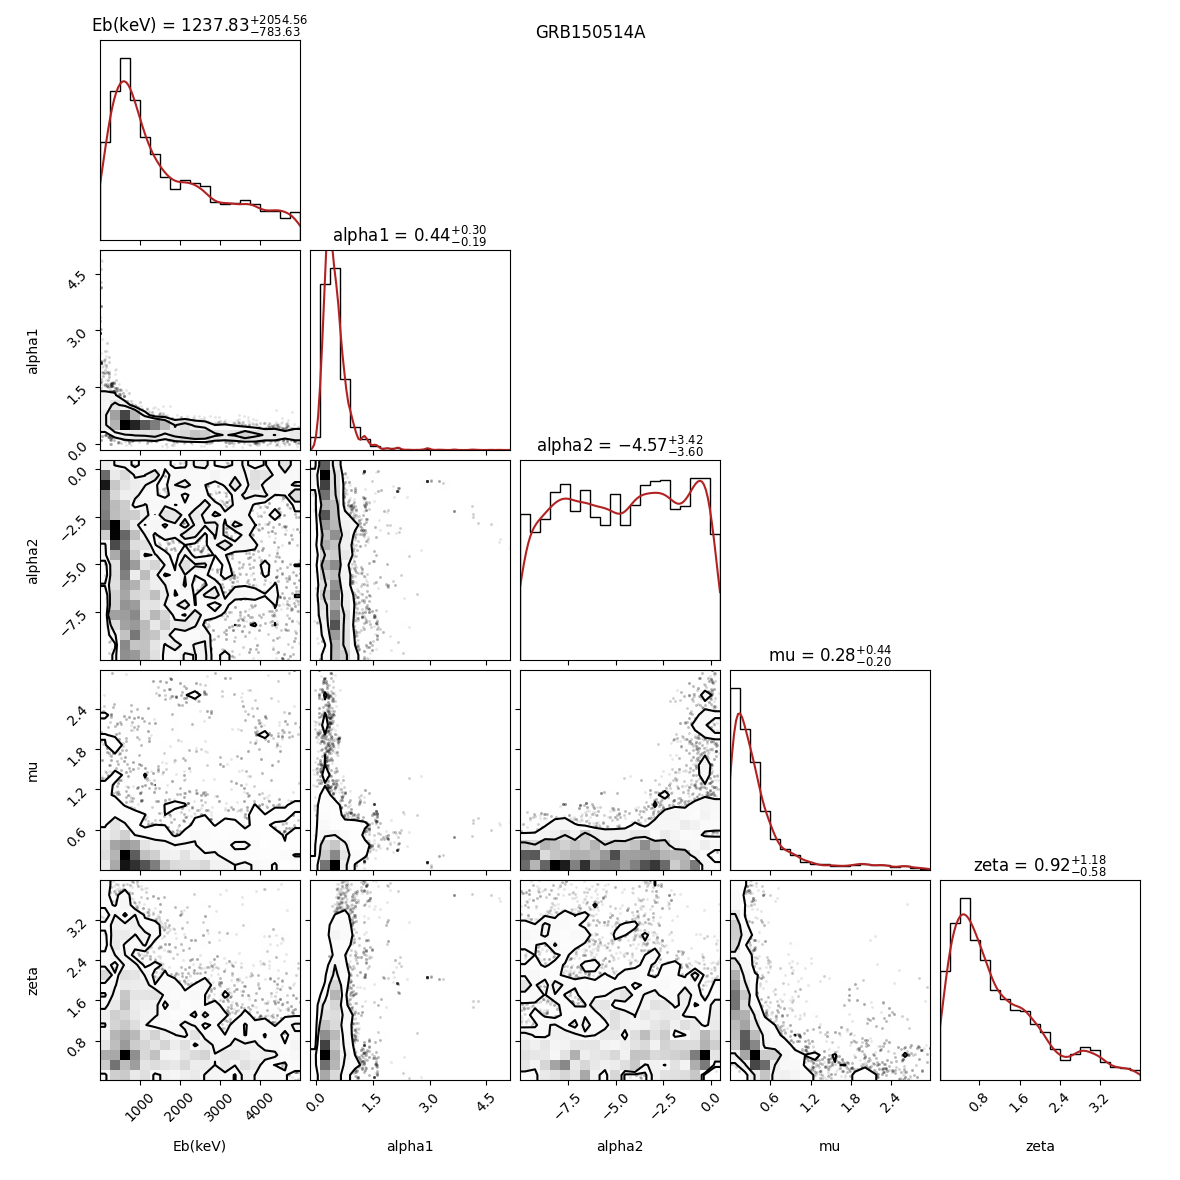 GRB150514A
Eb(keV) = 1237.83+2054.56−783.63
alpha1 = 0.44+0.30−0.19
alpha1
4.5
3.0
1.5
0.0
alpha2 = −4.57+3.42−3.60
alpha2
0.0
−2.5
−5.0
−7.5
mu = 0.28+0.44−0.20
mu
2.4
1.8
1.2
0.6
zeta = 0.92+1.18−0.58
zeta
3.2
2.4
1.6
0.8
1000 2000 3000 4000 0.0 1.5 3.0 4.5 −7.5 −5.0 −2.5 0.0 0.6 1.2 1.8 2.4 0.8 1.6 2.4 3.2
Eb(keV) alpha1 alpha2 mu zeta